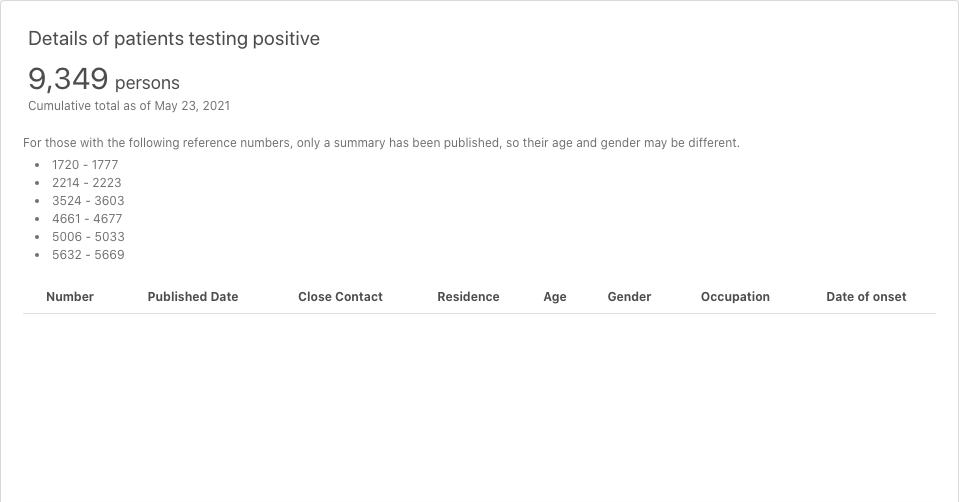 Details of patients testing positive
9,349 persons
Cumulative total as of May 23, 2021
For those with the following reference numbers, only a summary has been published, so their age and gender may be different.
• 1720 - 1777
• 2214 - 2223
• 3524 - 3603
• 4661 - 4677
• 5006 - 5033
• 5632 - 5669
Number Published Date Close Contact Residence Age Gender Occupation Date of onset